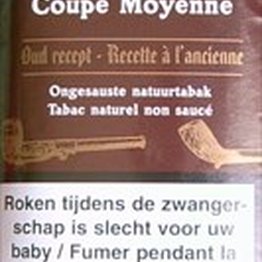 Coupe Moyenne
Oud recept - Recette à l'ancienne
Ongesauste natuurtabak
Tabac naturel non saucé
Roken tijdens de zwanger-
schap is slecht voor uw
baby / Fumer pendant la